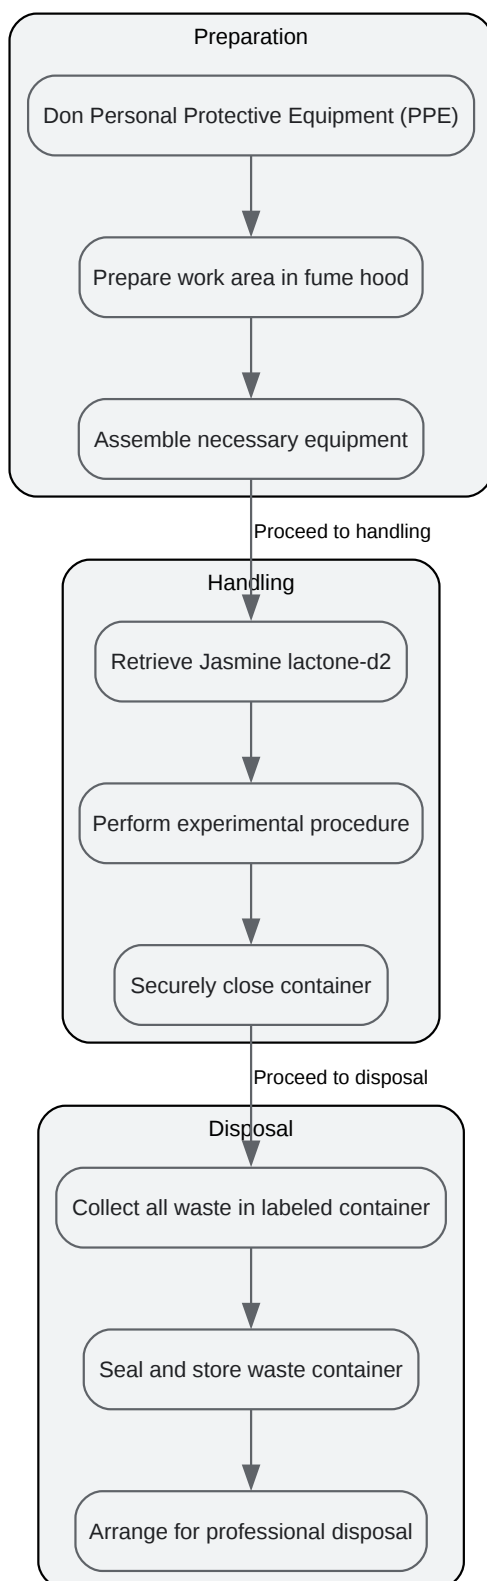 Preparation
Don Personal Protective Equipment (PPE)
Prepare work area in fume hood
Assemble necessary equipment
Proceed to handling
Handling
Retrieve Jasmine lactone-d2
Perform experimental procedure
Securely close container
Proceed to disposal
Disposal
Collect all waste in labeled container
Seal and store waste container
Arrange for professional disposal